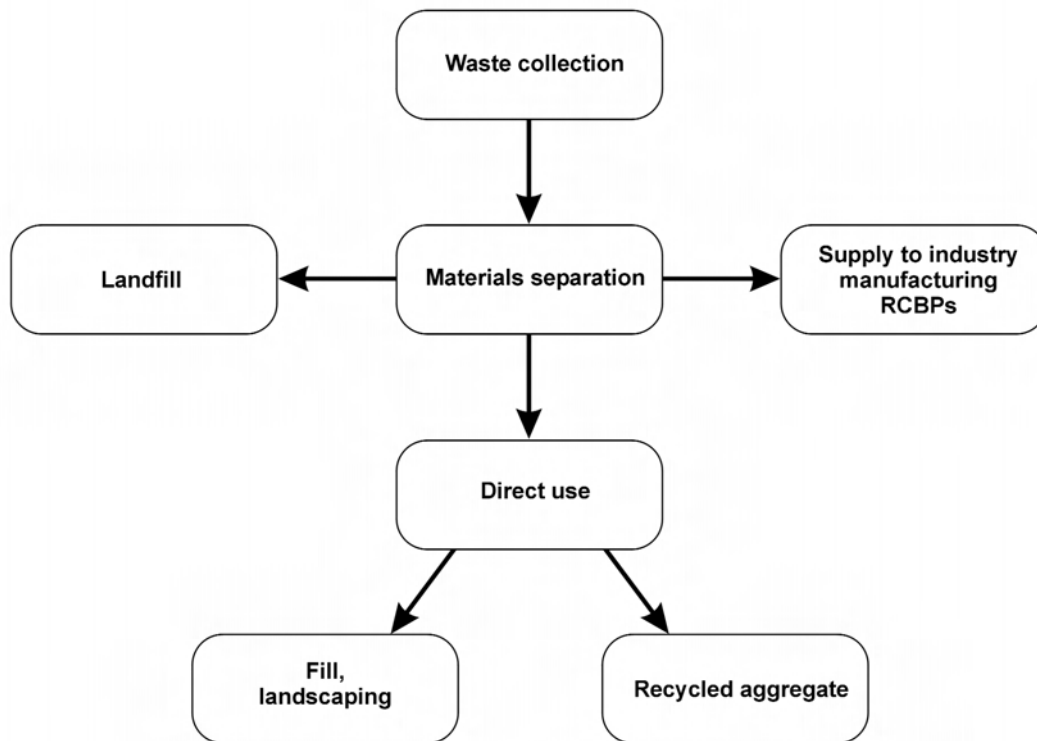 Waste collection
Landfill
Materials separation
Supply to industry
manufacturing
RCBPs
Direct use
Fill,
landscaping
Recycled aggregate